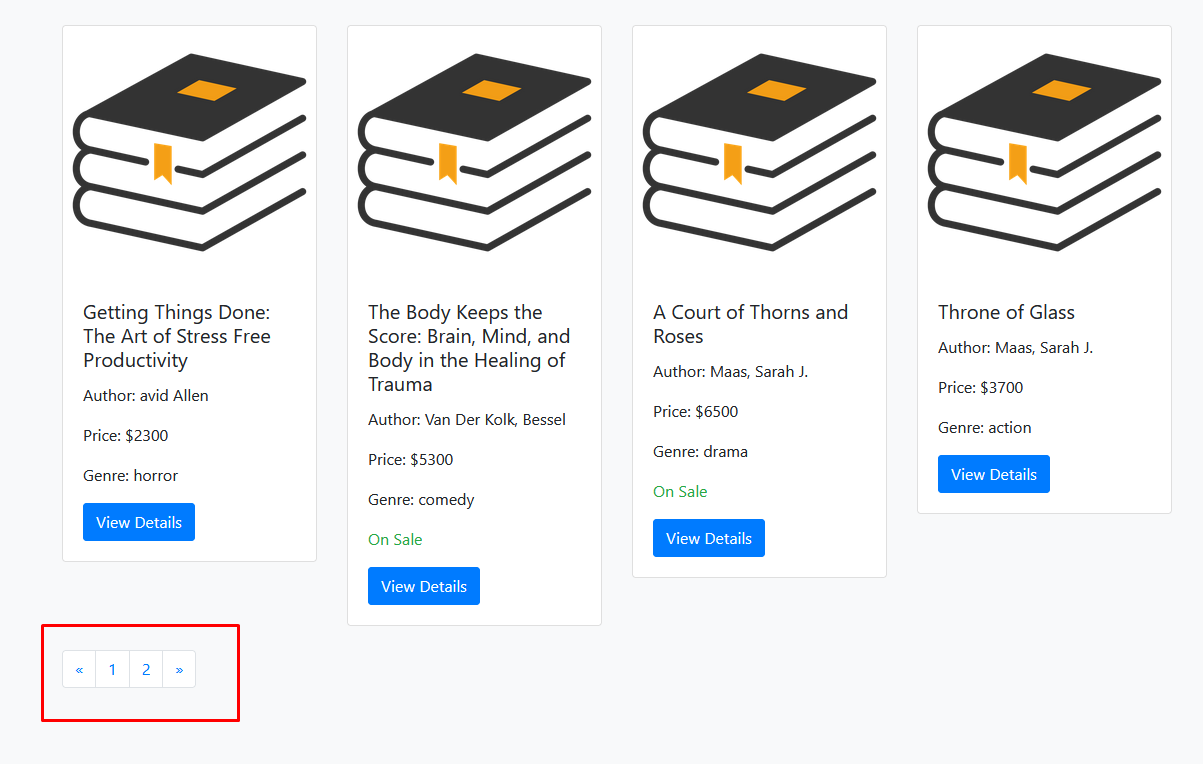 Getting Things Done:
The Art of Stress Free
Productivity
Author: avid Allen
Price: $2300
Genre: horror
View Details
The Body Keeps the
Score: Brain, Mind, and
Body in the Healing of
Trauma
Author: Van Der Kolk, Bessel
Price: $5300
Genre: comedy
On Sale
View Details
A Court of Thorns and
Roses
Author: Maas, Sarah J.
Price: $6500
Genre: drama
On Sale
View Details
Throne of Glass
Author: Maas, Sarah J.
Price: $3700
Genre: action
View Details
« 1 2 »